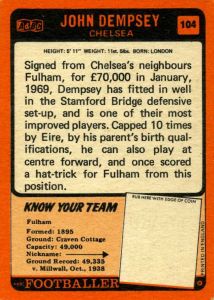 JOHN DEMPSEY
CHELSEA
104
HEIGHT: 5' 11" WEIGHT: 11st. 5lbs. BORN: LONDON
Signed from Chelsea's neighbours
Fulham, for £70,000 in January,
1969, Dempsey has fitted in well
in the Stamford Bridge defensive
set-up, and is one of their most
improved players. Capped 10 times
by Eire, by his parent's birth quali-
fications, he can also play at
centre forward, and once scored
a hat-trick for Fulham from this
position.
KNOW YOUR TEAM
Fulham
Formed: 1895
Ground: Craven Cottage
Capacity: 49,000
Nickname:
Ground Record: 49,335
v. Millwall, Oct., 1938
RUB HERE WITH EDGE OF COIN
PRINTED IN ENGLAND
FOOTBALLER